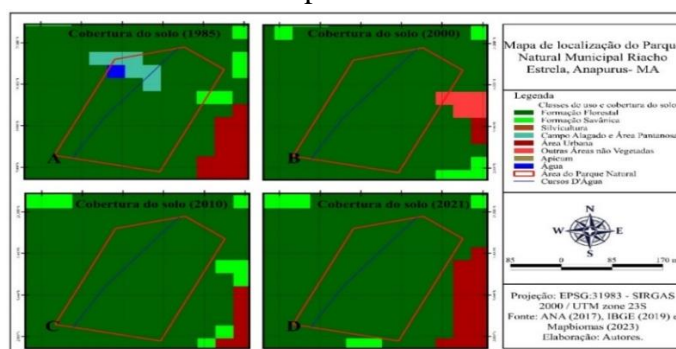 Cobertura do solo (1985)
A
Cobertura do solo (2000)
B
Cobertura do solo (2010)
C
Cobertura do solo (2021)
D
Mapa de localização do Parqu
Natural Municipal Riacho
Estrela, Anapurus- MA
Legenda
Classes de uso e cobertura do solo
Formação Florestal
Formação Savânica
Silvicultura
Campo Alagado e Área Pantanosa
Área Urbana
Outras Áreas não Vegetadas
Apicum
Água
Área do Parque Natural
Cursos D'Água
N
W E
S
85 0 85 170 m
Projeção: EPSG:31983 - SIRGAS
2000 / UTM zone 23S
Fonte: ANA (2017), IBGE (2019) e
Mapbiomas (2023)
Elaboração: Autores.